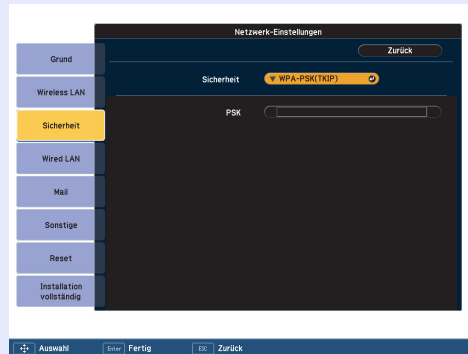 Netzwerk-Einstellungen
Zurück
Grund
Sicherheit WPA-PSK(TKIP)
Wireless LAN
PSK
Sicherheit
Wired LAN
Mail
Sonstige
Reset
Installation
vollständig
Auswahl Enter Fertig ESC Zurück